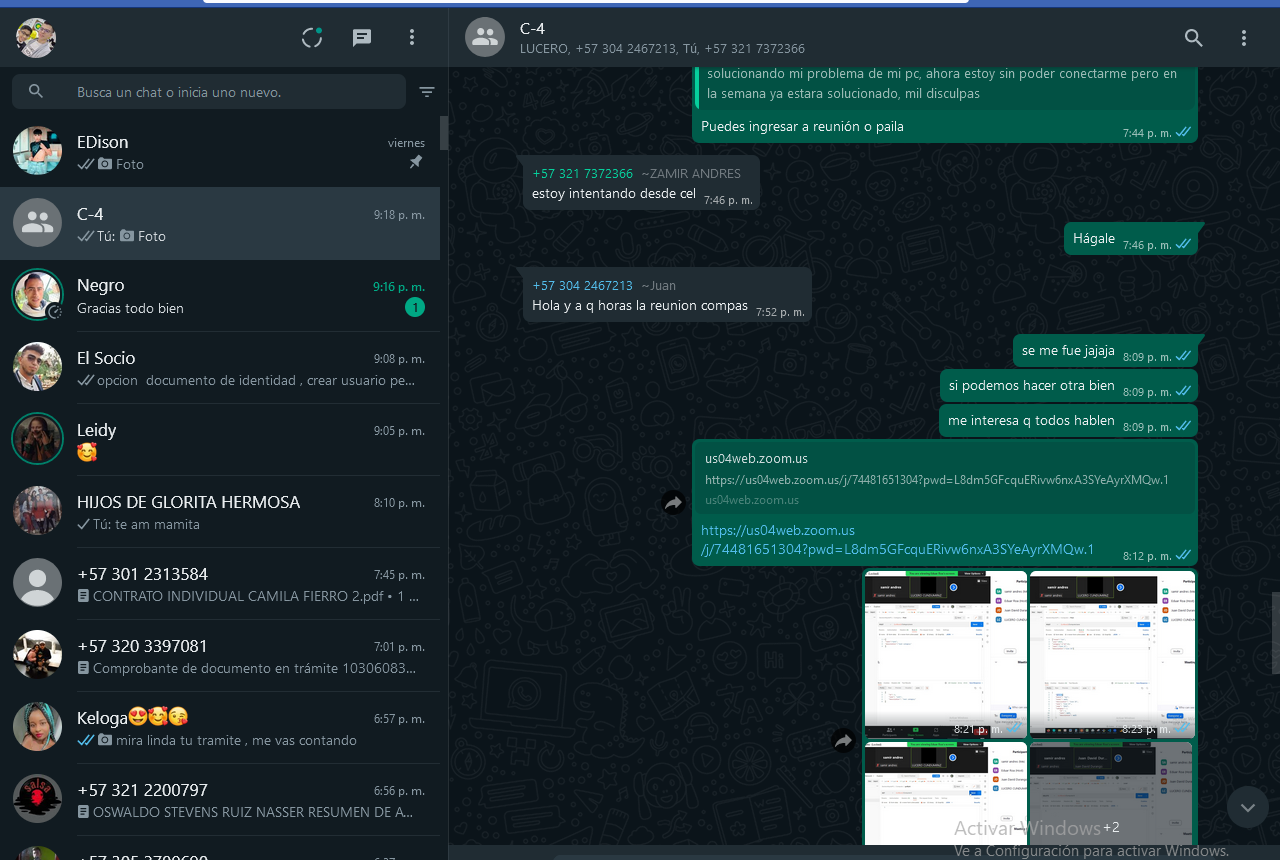 Busca un chat o inicia uno nuevo.
EDison
viernes
Foto
C-4
9:18 p. m.
Tú: Foto
Negro
9:16 p. m.
Gracias todo bien
1
El Socio
9:08 p. m.
opcion documento de identidad , crear usuario pe...
Leidy
9:05 p. m.
HIJOS DE GLORITA HERMOSA
8:10 p. m.
Tú: te am mamita
+57 301 2313584
7:45 p. m.
CONTRATO INDIVIDUAL CAMILA FIERRO 2.pdf • 1 ...
+57 320 3397081
7:01 p. m.
Comprobante de documento en trámite 10306083...
Keloga
6:57 p. m.
mira linda tu tramite , me vas contando
+57 321 2200797
6:56 p. m.
OSWALDO STEVENS RUIZ NASSER RESUMEN DE A...
C-4
LUCERO, +57 304 2467213, Tú, +57 321 7372366
solucionando mi problema de mi pc, ahora estoy sin poder conectarme pero en
la semana ya estara solucionado, mil disculpas
Puedes ingresar a reunión o paila
7:44 p. m.
+57 321 7372366 ~ZAMIR ANDRES
estoy intentando desde cel
7:46 p. m.
Hágale
7:46 p. m.
+57 304 2467213 ~Juan
Hola y a q horas la reunion compas
7:52 p. m.
se me fue jajaja
8:09 p. m.
si podemos hacer otra bien
8:09 p. m.
me interesa q todos hablen
8:09 p. m.
us04web.zoom.us
https://us04web.zoom.us/j/74481651304?pwd=L8dm5GFcquERivw6nxA3SYeAyrXMQw.1
us04web.zoom.us
https://us04web.zoom.us
/j/74481651304?pwd=L8dm5GFcquERivw6nxA3SYeAyrXMQw.1
8:12 p. m.
8:21 p. m.
8:23 p. m.
+2
Activar Windows
Ve a Configuración para activar Windows.